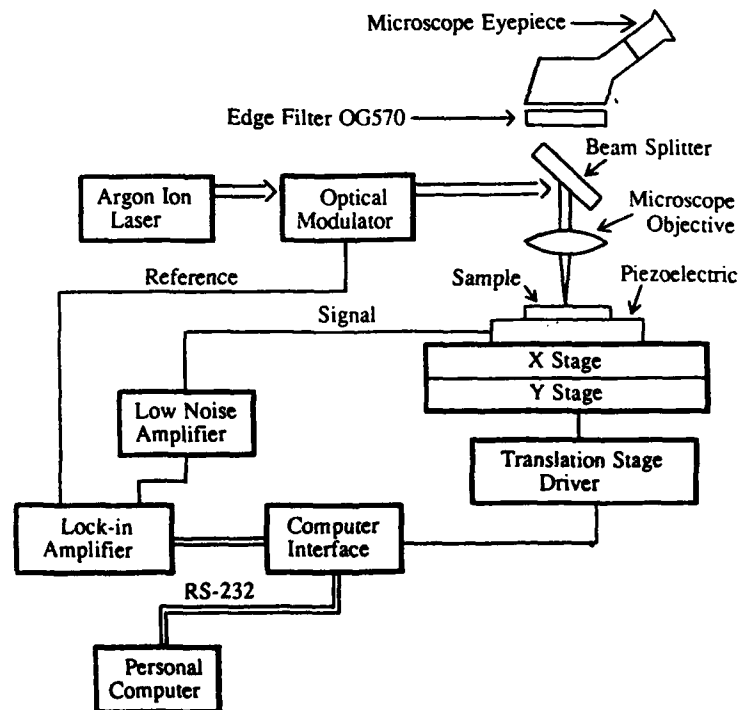 Microscope Eyepiece
Edge Filter OG570
Beam Splitter
Argon Ion
Laser
Optical
Modulator
Microscope
Objective
Reference
Sample
Piezoelectric
Signal
X Stage
Y Stage
Low Noise
Amplifier
Translation Stage
Driver
Lock-in
Amplifier
Computer
Interface
RS-232
Personal
Computer